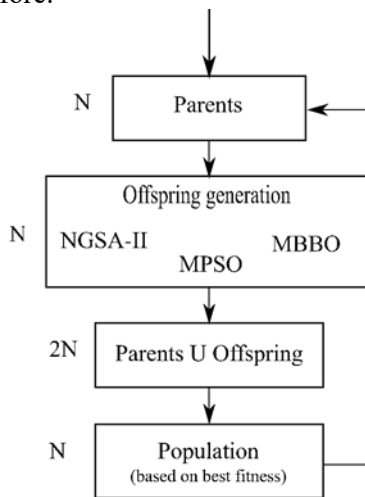 N
Parents
Offspring generation
N
NGSA-II
MBBO
MPSO
2N
Parents U Offspring
N
Population
(based on best fitness)